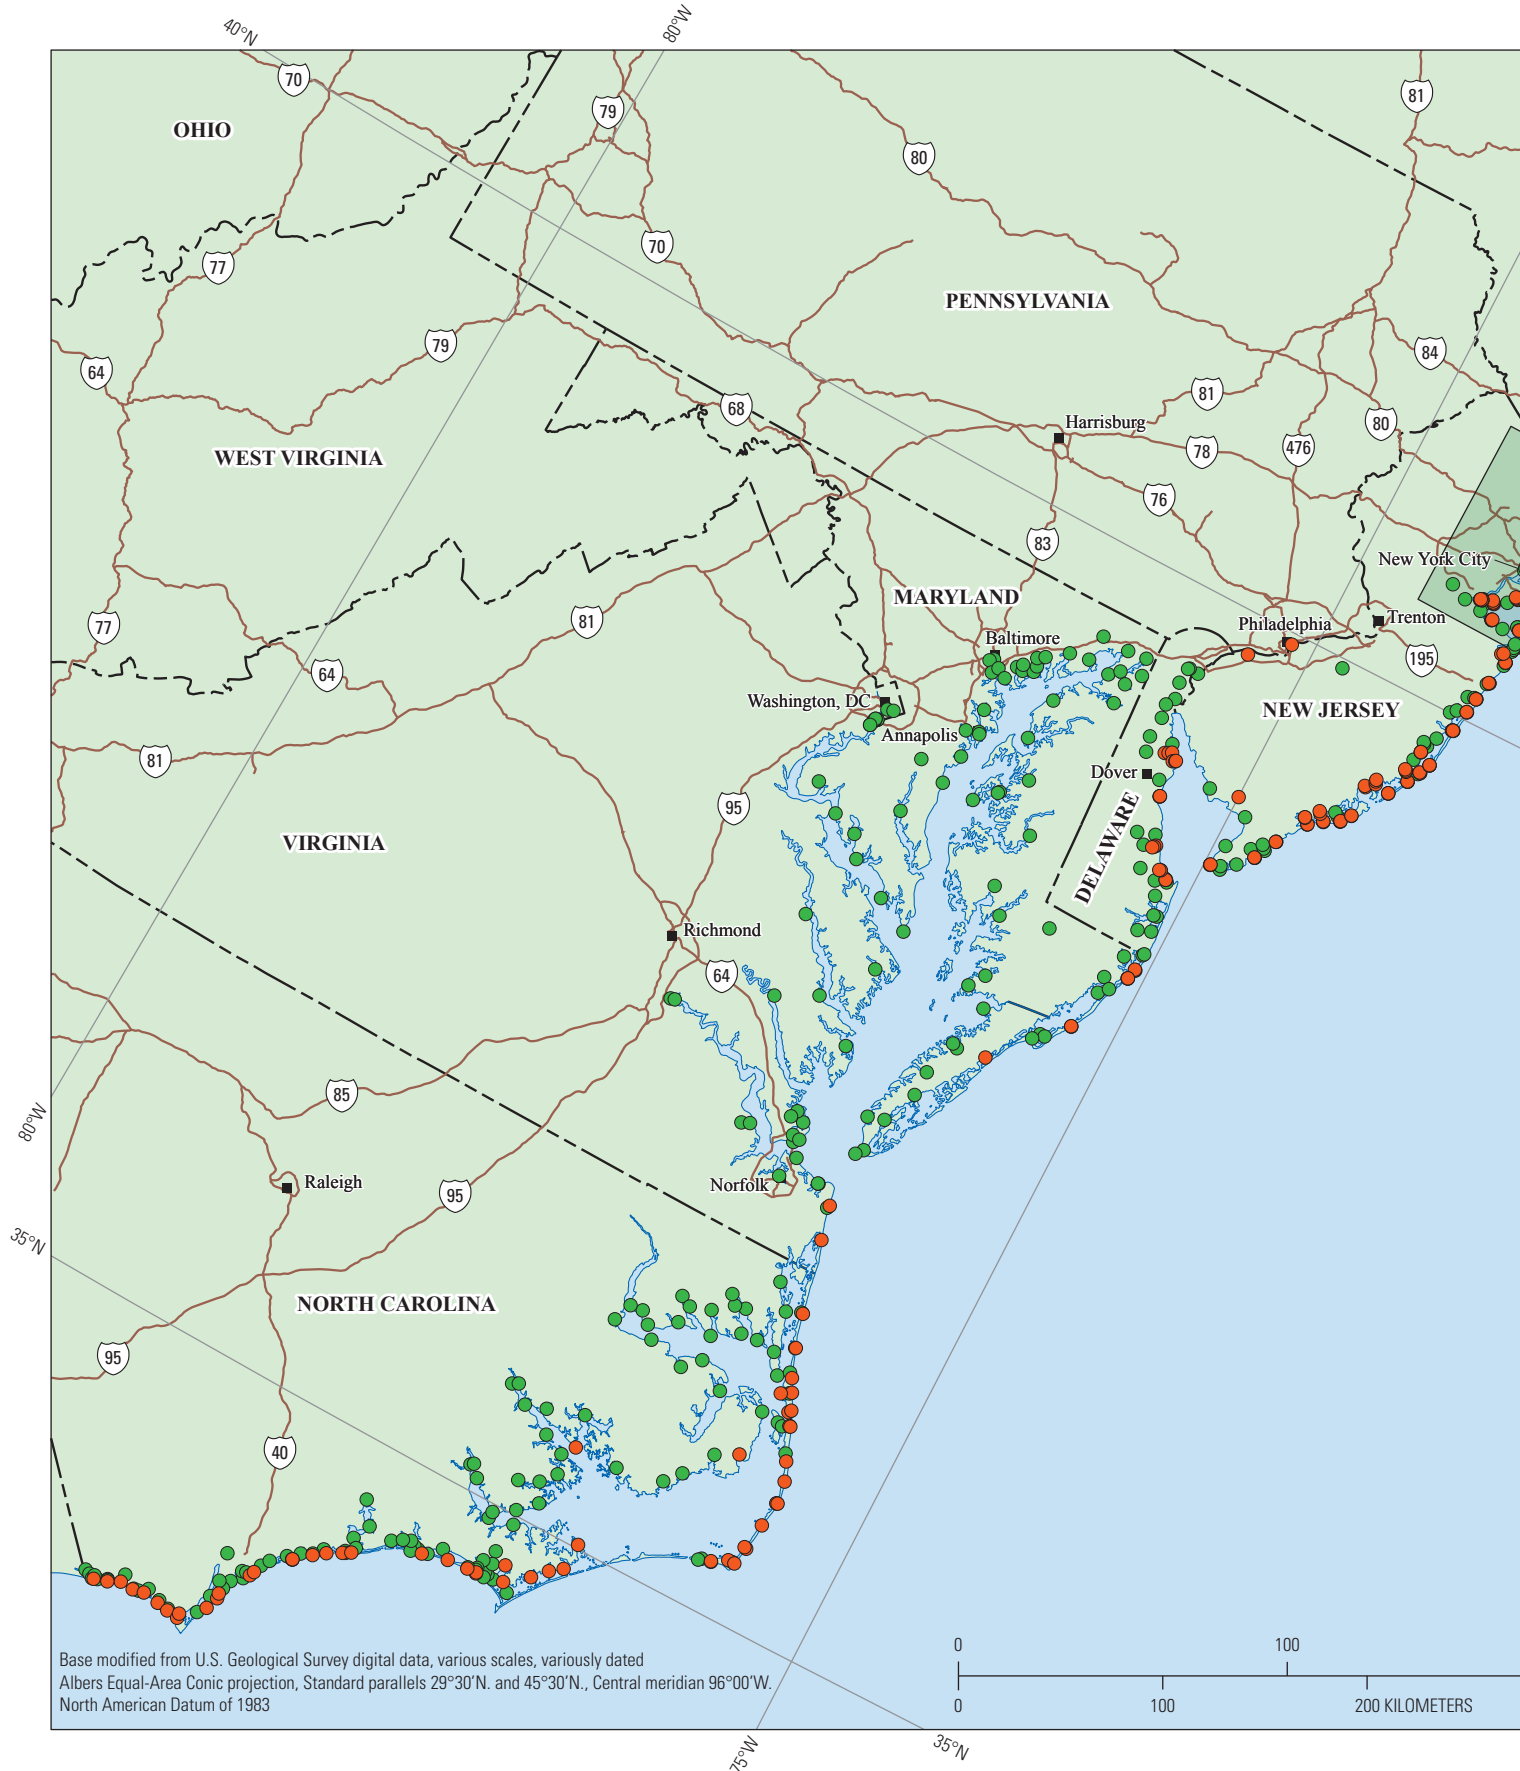 40°N
80°W
70
79
81
OHIO
80
70
77
PENNSYLVANIA
79
84
64
81
68
80
Harrisburg
476
78
WEST VIRGINIA
76
83
New York City
MARYLAND
81
77
Trenton
Philadelphia
Baltimore
195
64
Washington, DC
NEW JERSEY
Annapolis
81
Dover
95
VIRGINIA
DELAWARE
Richmond
64
85
80°W
Raleigh
Norfolk
95
35°N
NORTH CAROLINA
95
40
0 100
Base modified from U.S. Geological Survey digital data, various scales, variously dated
Albers Equal-Area Conic projection, Standard parallels 29°30'N. and 45°30'N., Central meridian 96°00'W.
North American Datum of 1983
0 100 200 KILOMETERS
75°W
35°N